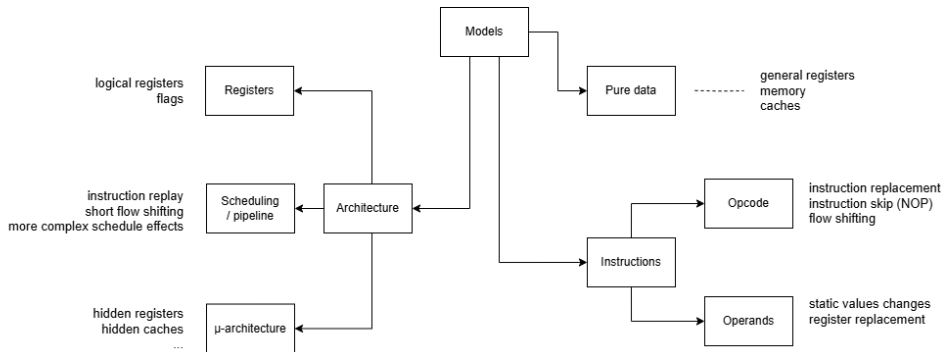 Models
logical registers
flags
Registers
Pure data
general registers
memory
caches
instruction replay
short flow shifting
more complex schedule effects
Scheduling
/ pipeline
Architecture
Opcode
instruction replacement
instruction skip (NOP)
flow shifting
Instructions
hidden registers
hidden caches
...
μ-architecture
Operands
static values changes
register replacement